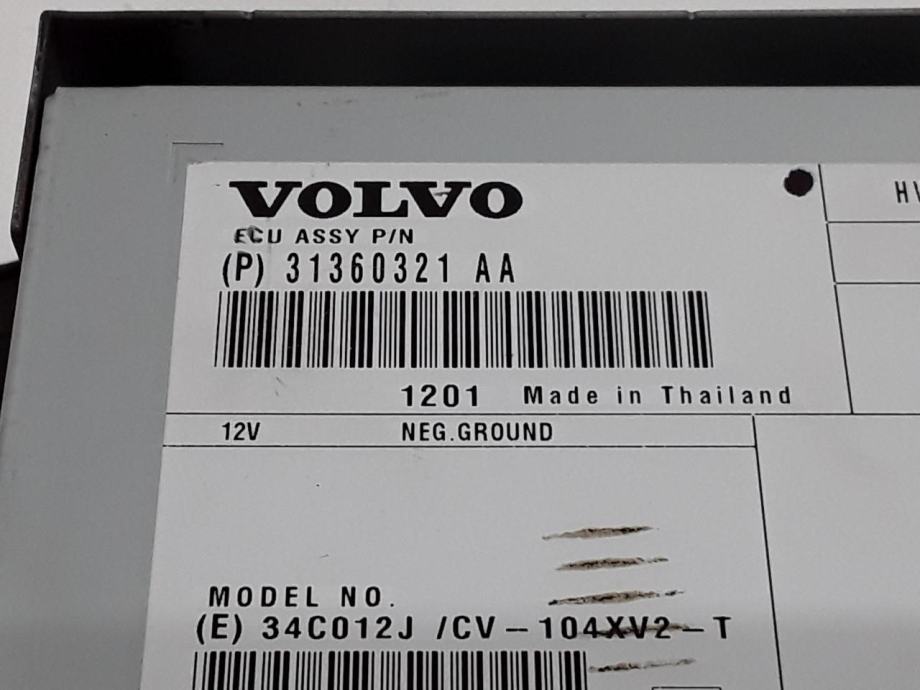 VOLVO
ECU ASSY P/N
(P) 31360321 AA
1201 Made in Thailand
12V NEG.GROUND
MODEL NO.
(E) 34C012J /CV-104XV2-T